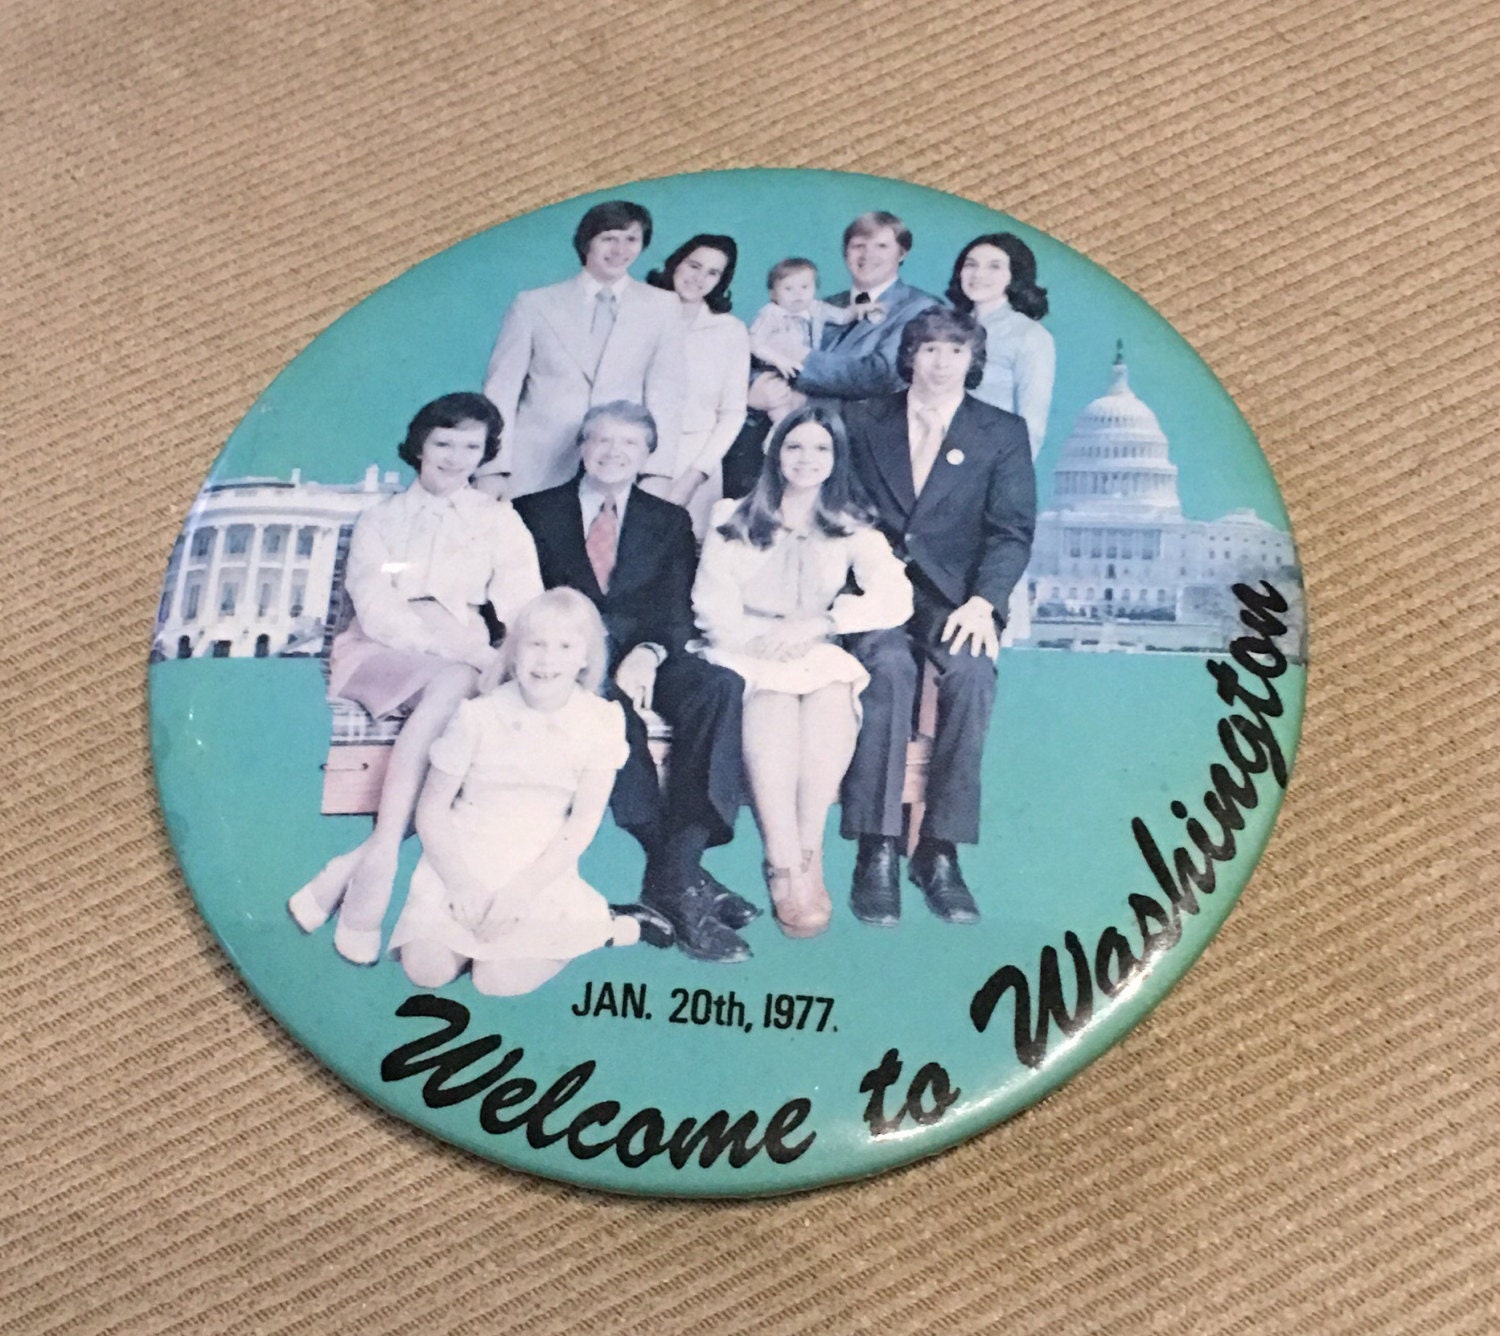 JAN. 20th, 1977.
Welcome to Washington